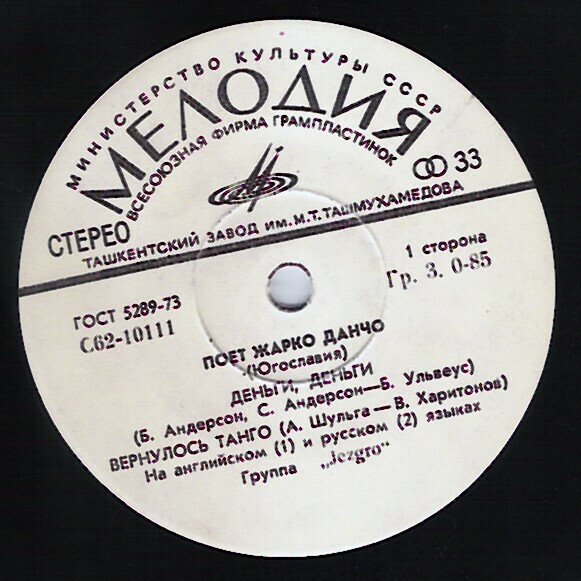 МИНИСТЕРСТВО КУЛЬТУРЫ СССР
МЕЛОДИЯ
ВСЕСОЮЗНАЯ ФИРМА ГРАМПЛАСТИНОК
33
СТЕРЕО
ТАШКЕНТСКИЙ ЗАВОД ИМ. М. Т. ТАШМУХАМЕДОВА
ГОСТ 5289-73
1 сторона
С62-10111
Гр. 3. 0-85
ПОЕТ ЖАРКО ДАНЧО
(Югославия)
ДЕНЬГИ, ДЕНЬГИ
(Б. Андерсон, С. Андерсон—Б. Ульвеус)
ВЕРНУЛОСЬ ТАНГО (А. Шульга—В. Харитонов)
На английском (1) и русском (2) языках
Группа „Jezgro“